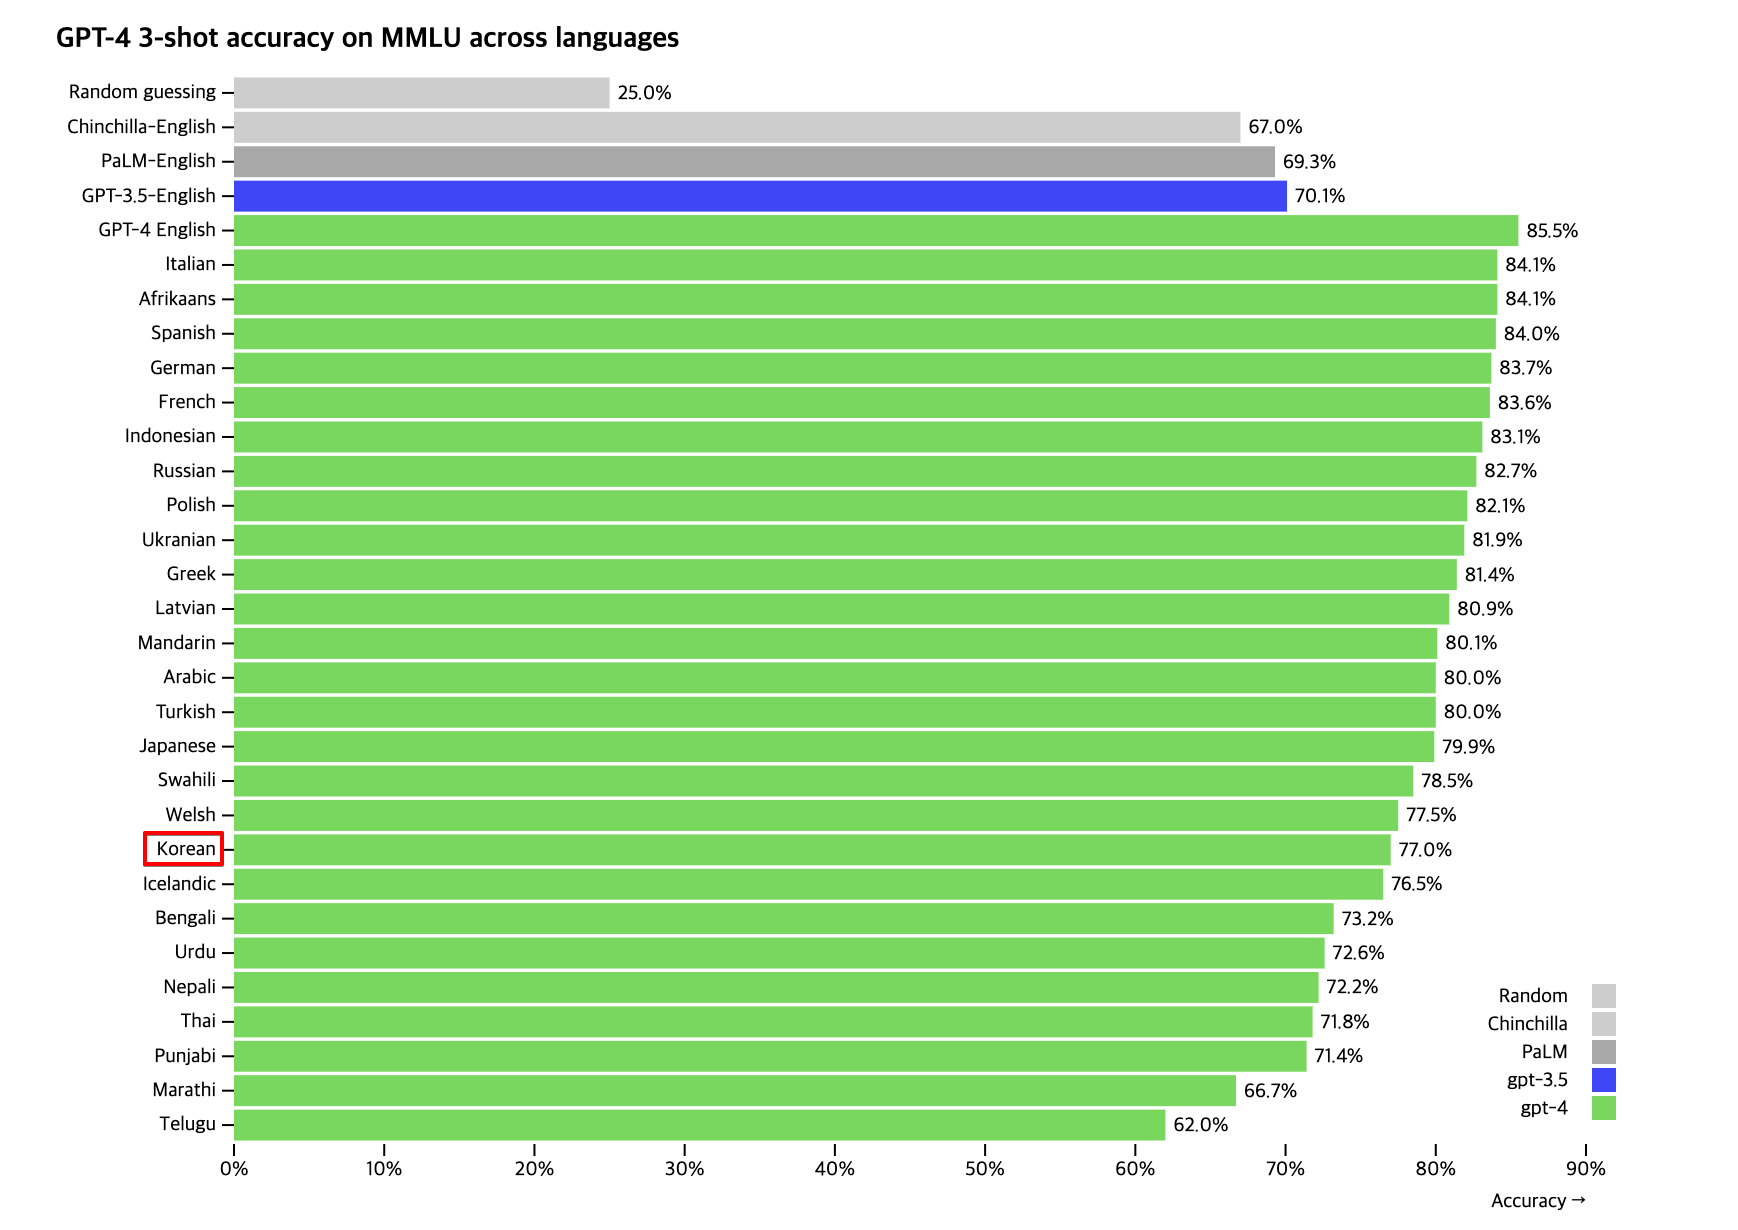 GPT-4 3-shot accuracy on MMLU across languages
Random guessing 25.0%
Chinchilla-English 67.0%
PaLM-English 69.3%
GPT-3.5-English 70.1%
GPT-4 English 85.5%
Italian 84.1%
Afrikaans 84.1%
Spanish 84.0%
German 83.7%
French 83.6%
Indonesian 83.1%
Russian 82.7%
Polish 82.1%
Ukranian 81.9%
Greek 81.4%
Latvian 80.9%
Mandarin 80.1%
Arabic 80.0%
Turkish 80.0%
Japanese 79.9%
Swahili 78.5%
Welsh 77.5%
Korean 77.0%
Icelandic 76.5%
Bengali 73.2%
Urdu 72.6%
Nepali 72.2%
Thai 71.8%
Punjabi 71.4%
Marathi 66.7%
Telugu 62.0%
Random
Chinchilla
PaLM
gpt-3.5
gpt-4
0% 10% 20% 30% 40% 50% 60% 70% 80% 90%
Accuracy →